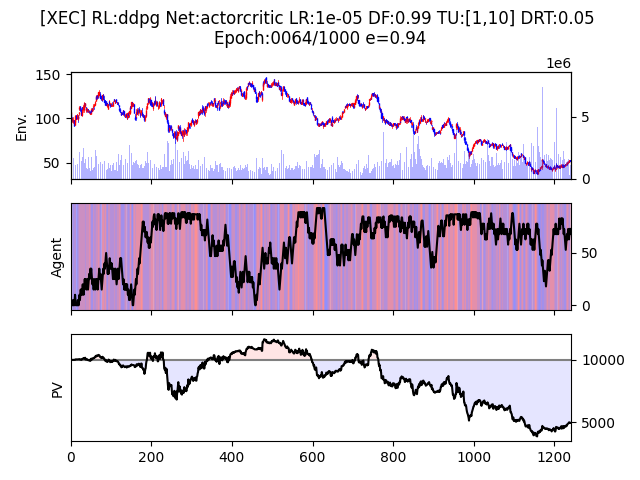 [XEC] RL:ddpg Net:actorcritic LR:1e-05 DF:0.99 TU:[1,10] DRT:0.05
Epoch:0064/1000 e=0.94
1e6
150
100
50
Env.
5
0
Agent
50
0
PV
10000
5000
0 200 400 600 800 1000 1200